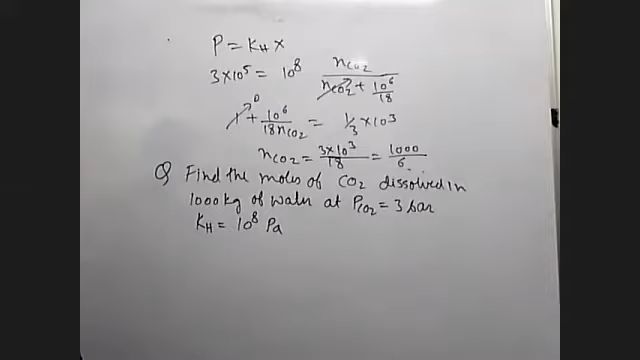 P = K_H x
3×10^5 = 10^8 n_CO2 / (n_CO2 + 10^6/18)
1 + 10^6/(18 n_CO2) = 1/3 × 10^3
n_CO2 = (3×10^3)/18 = 1000/6
Q Find the moles of CO2 dissolved in
1000 kg of water at P_CO2 = 3 bar
K_H = 10^8 Pa